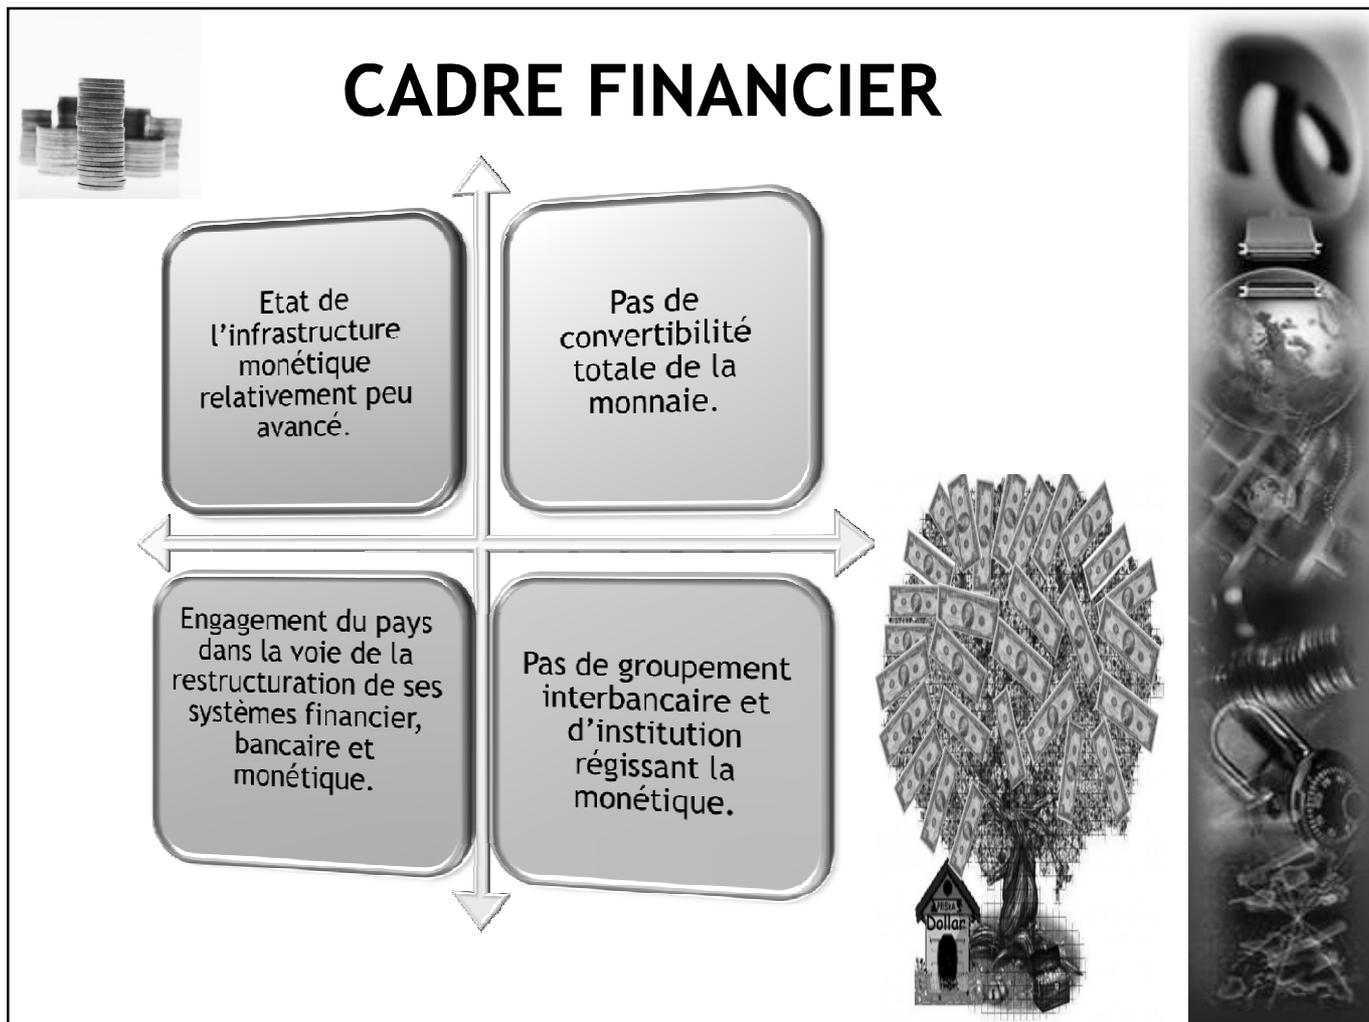 CADRE FINANCIER
Etat de
l'infrastructure
monétique
relativement peu
avancé.
Pas de
convertibilité
totale de la
monnaie.
Engagement du pays
dans la voie de la
restructuration de ses
systèmes financier,
bancaire et
monétique.
Pas de groupement
interbancaire et
d'institution
régissant la
monétique.
Dollar